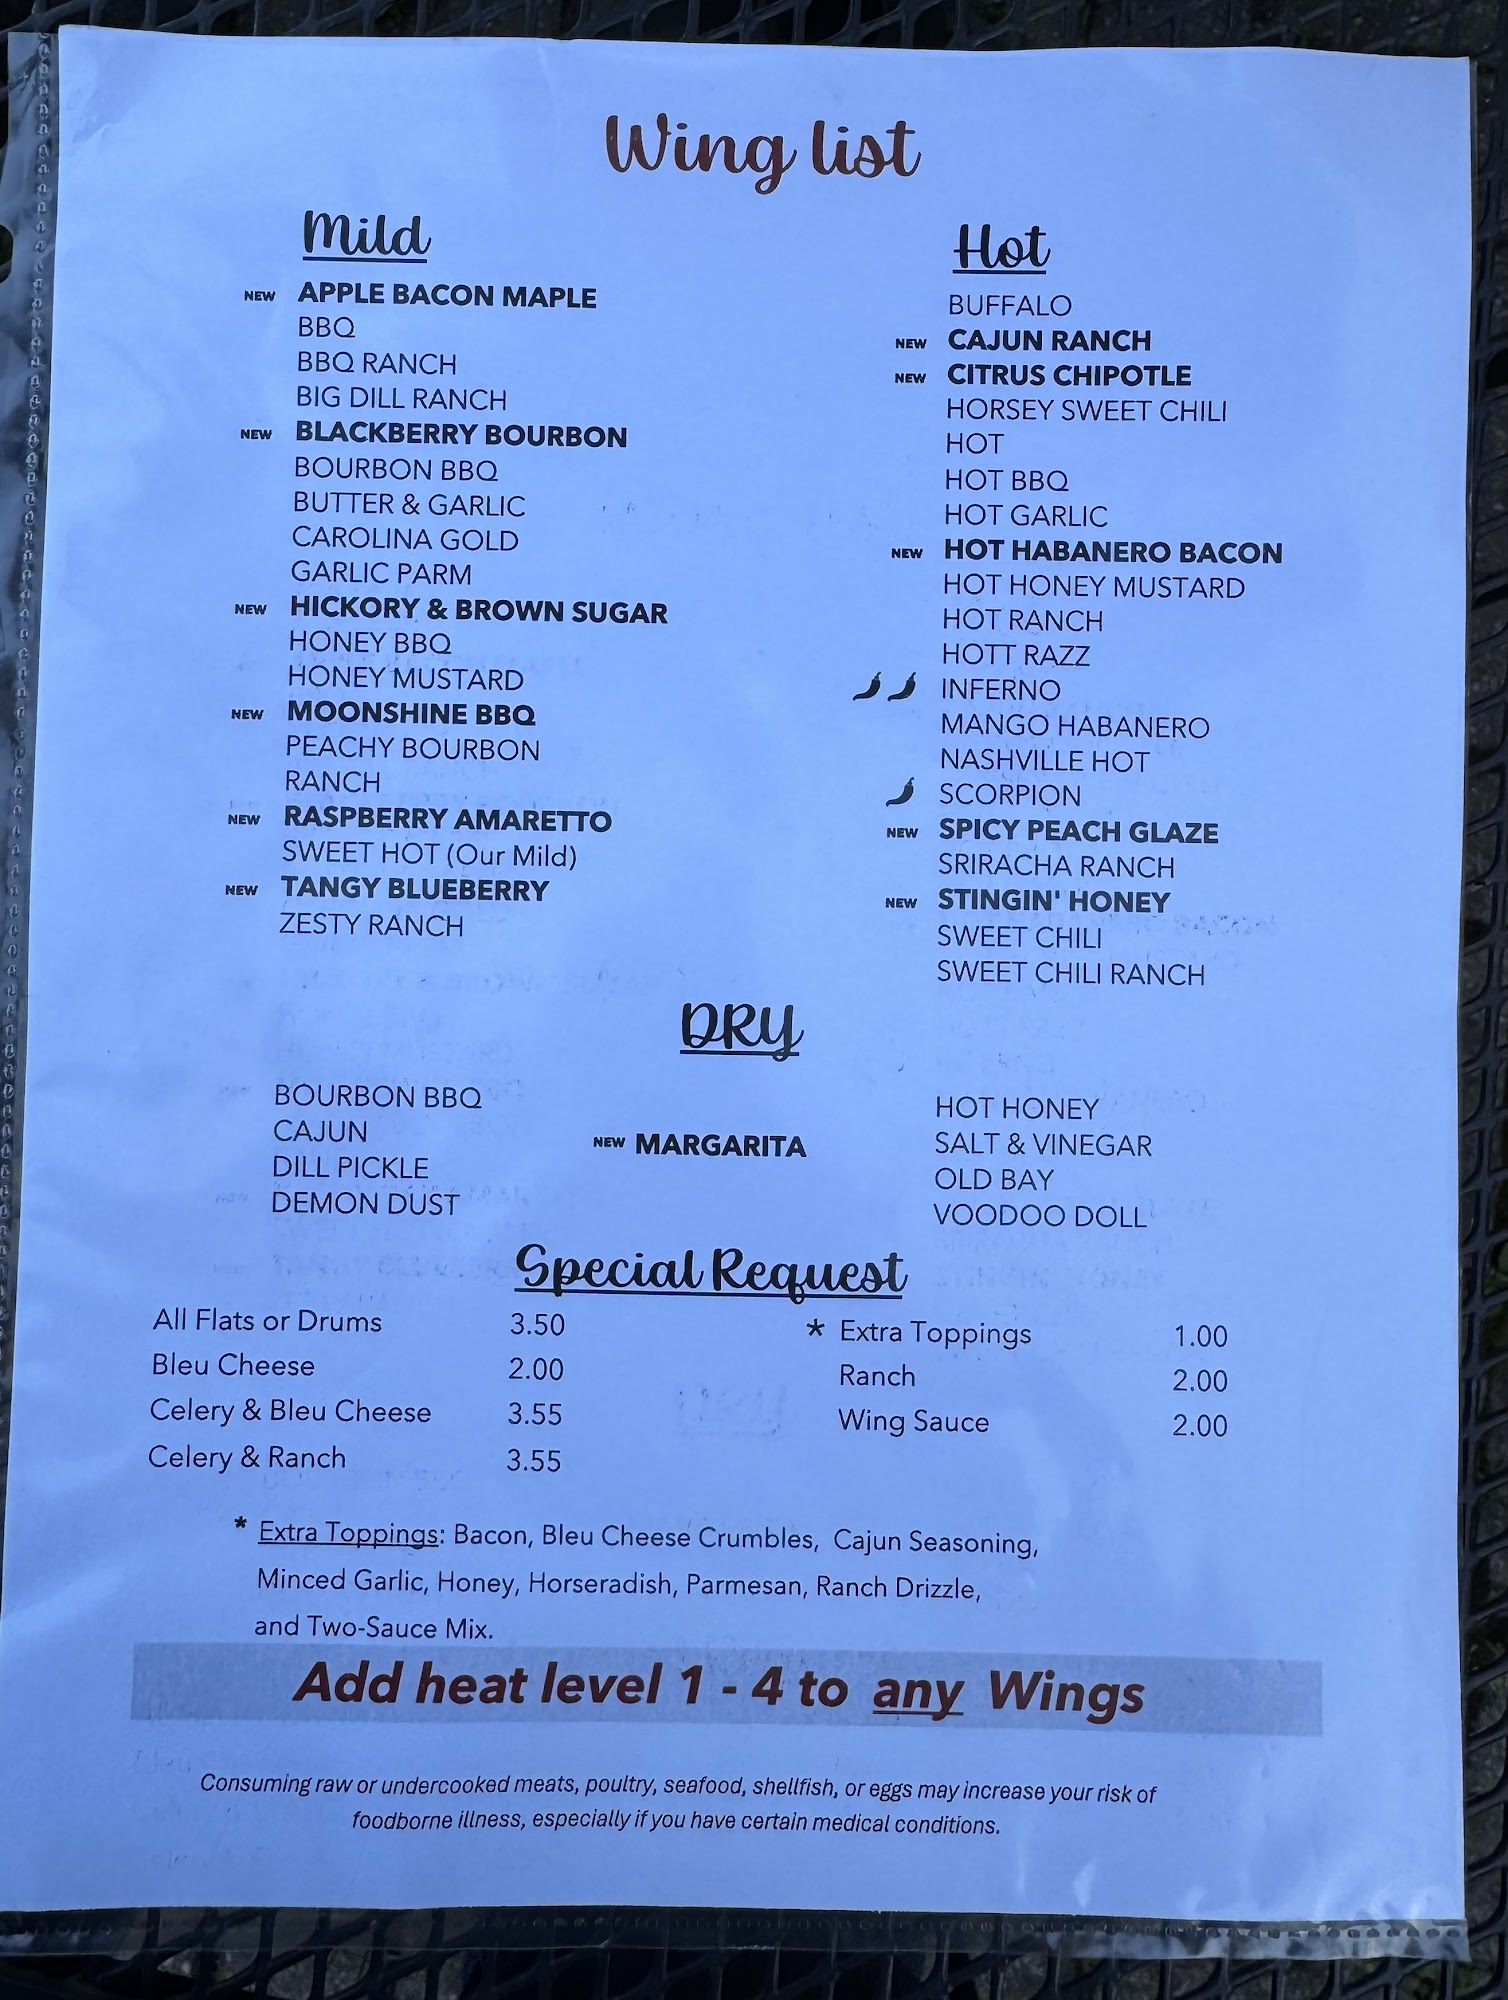 Wing list
Mild
NEW APPLE BACON MAPLE
BBQ
BBQ RANCH
BIG DILL RANCH
NEW BLACKBERRY BOURBON
BOURBON BBQ
BUTTER & GARLIC
CAROLINA GOLD
GARLIC PARM
NEW HICKORY & BROWN SUGAR
HONEY BBQ
HONEY MUSTARD
NEW MOONSHINE BBQ
PEACHY BOURBON
RANCH
NEW RASPBERRY AMARETTO
SWEET HOT (Our Mild)
NEW TANGY BLUEBERRY
ZESTY RANCH
Hot
BUFFALO
NEW CAJUN RANCH
NEW CITRUS CHIPOTLE
HORSEY SWEET CHILI
HOT
HOT BBQ
HOT GARLIC
NEW HOT HABANERO BACON
HOT HONEY MUSTARD
HOT RANCH
HOTT RAZZ
INFERNO
MANGO HABANERO
NASHVILLE HOT
SCORPION
NEW SPICY PEACH GLAZE
SRIRACHA RANCH
NEW STINGIN' HONEY
SWEET CHILI
SWEET CHILI RANCH
DRY
BOURBON BBQ
CAJUN
DILL PICKLE
DEMON DUST
NEW MARGARITA
HOT HONEY
SALT & VINEGAR
OLD BAY
VOODOO DOLL
Special Request
All Flats or Drums 3.50
Bleu Cheese 2.00
Celery & Bleu Cheese 3.55
Celery & Ranch 3.55
* Extra Toppings 1.00
Ranch 2.00
Wing Sauce 2.00
* Extra Toppings: Bacon, Bleu Cheese Crumbles, Cajun Seasoning,
Minced Garlic, Honey, Horseradish, Parmesan, Ranch Drizzle,
and Two-Sauce Mix.
Add heat level 1 - 4 to any Wings
Consuming raw or undercooked meats, poultry, seafood, shellfish, or eggs may increase your risk of
foodborne illness, especially if you have certain medical conditions.